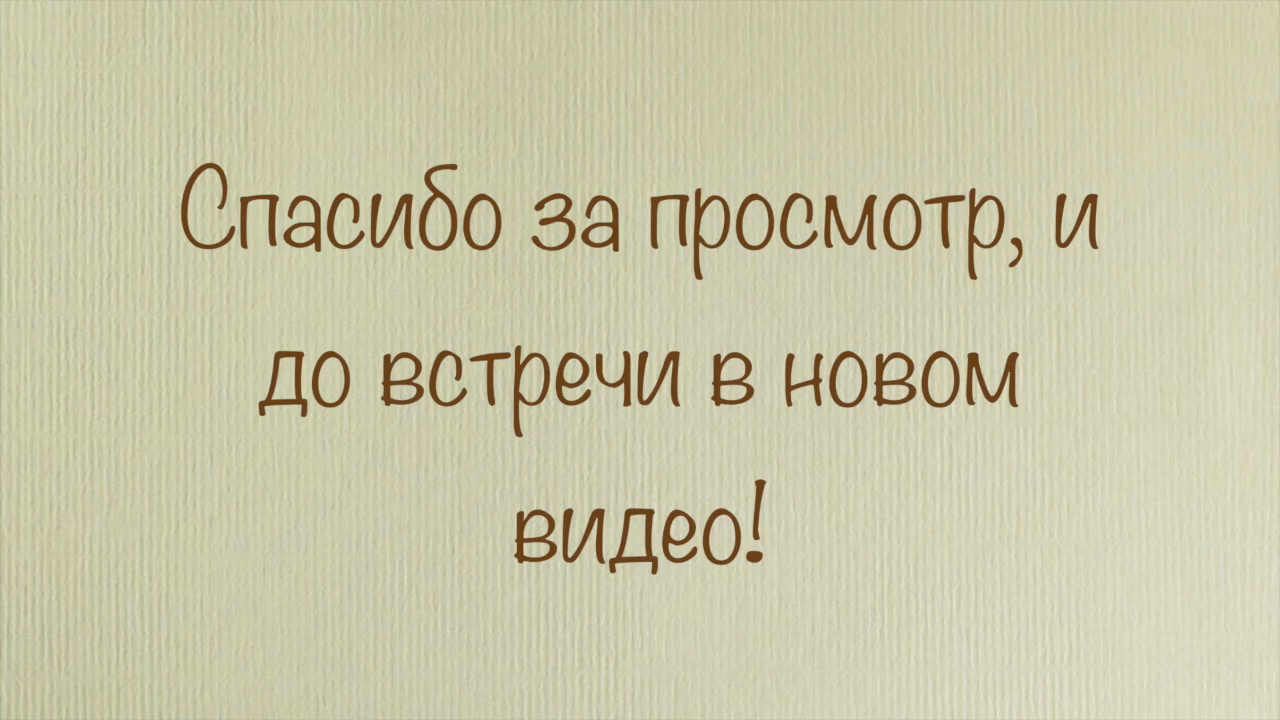 Спасибо за просмотр, и
до встречи в новом
видео!